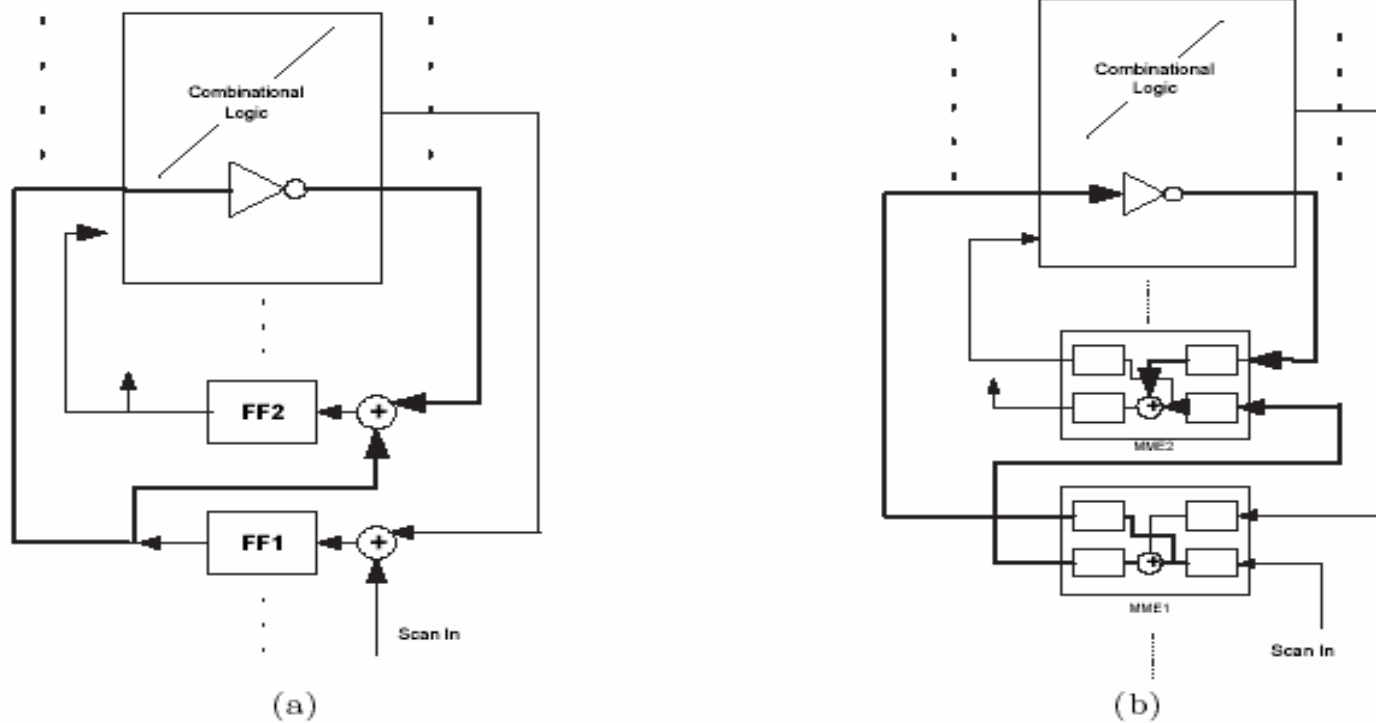 Combinational
Logic
FF2
+
FF1
+
Scan In
(a)
Combinational
Logic
+
MME2
+
MME1
Scan In
(b)